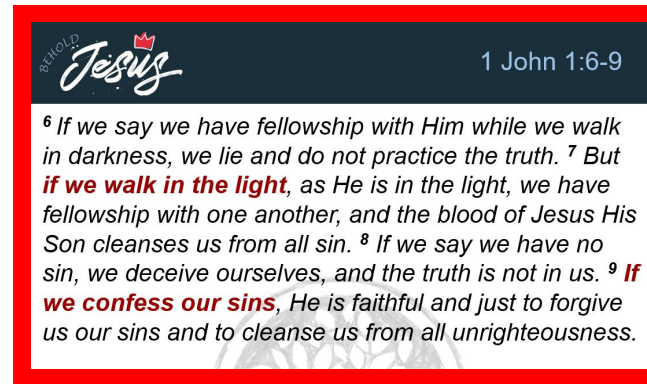 BEHOLD
Jesus
1 John 1:6-9
⁶ If we say we have fellowship with Him while we walk
in darkness, we lie and do not practice the truth. ⁷ But
if we walk in the light, as He is in the light, we have
fellowship with one another, and the blood of Jesus His
Son cleanses us from all sin. ⁸ If we say we have no
sin, we deceive ourselves, and the truth is not in us. ⁹ If
we confess our sins, He is faithful and just to forgive
us our sins and to cleanse us from all unrighteousness.